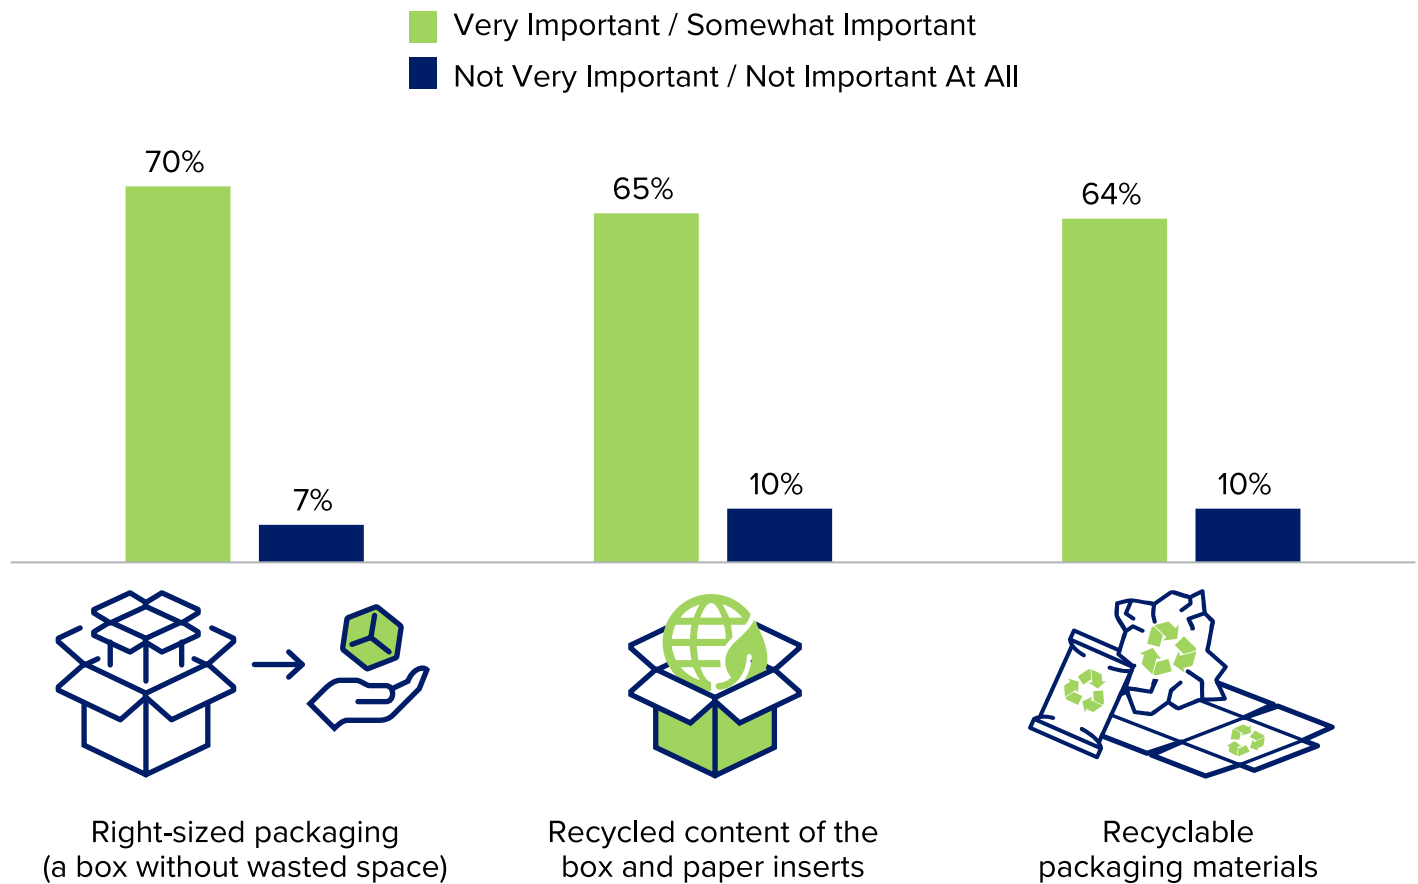 Very Important / Somewhat Important
Not Very Important / Not Important At All
70%
7%
65%
10%
64%
10%
Right-sized packaging
(a box without wasted space)
Recycled content of the
box and paper inserts
Recyclable
packaging materials